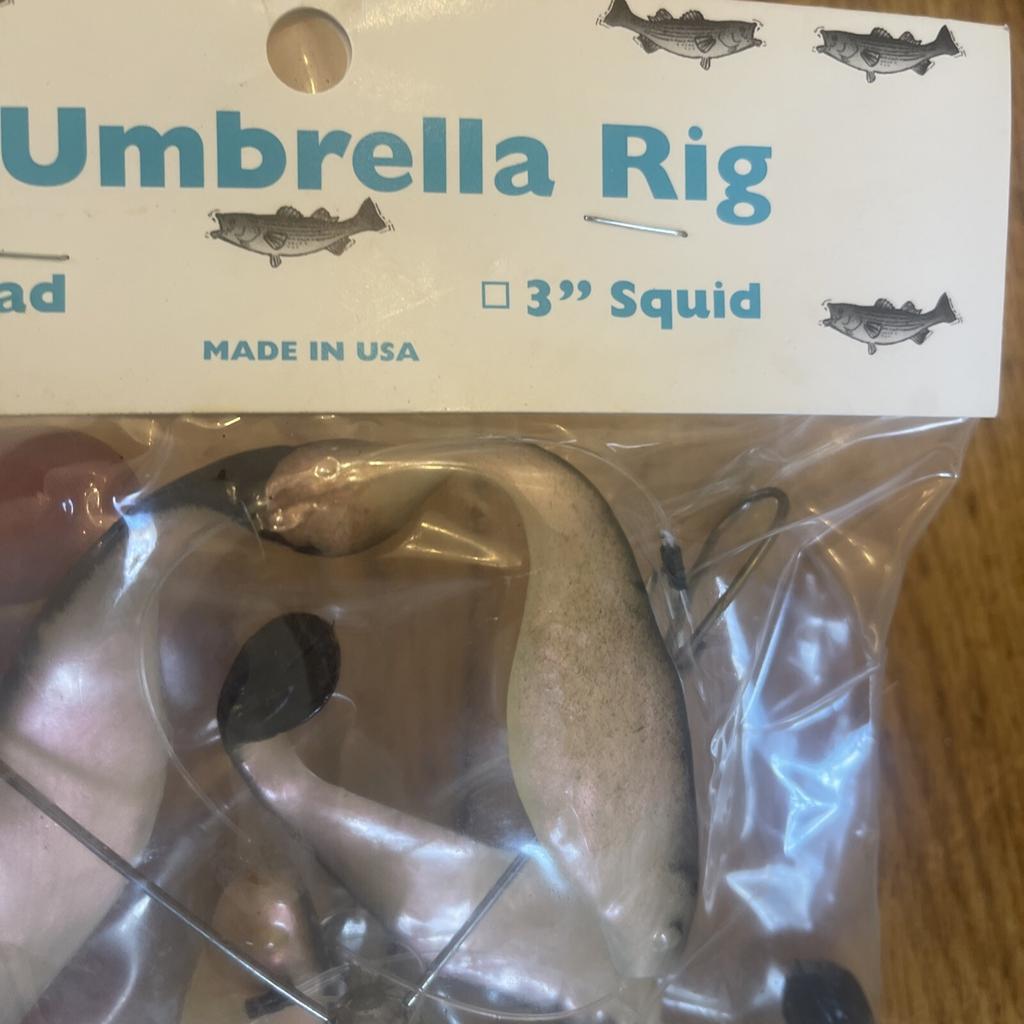 Umbrella Rig
ad
☐ 3” Squid
MADE IN USA